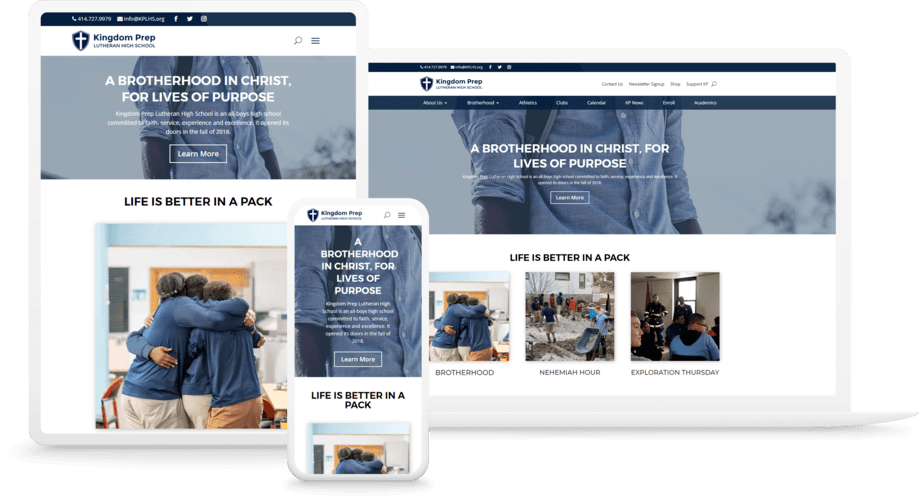 414.727.9979 Info@KPLHS.org
Kingdom Prep
LUTHERAN HIGH SCHOOL
A BROTHERHOOD IN CHRIST,
FOR LIVES OF PURPOSE
Kingdom Prep Lutheran High School is an all-boys high school
committed to faith, service, experience and excellence. It opened its
doors in the fall of 2018.
Learn More
LIFE IS BETTER IN A PACK
Kingdom Prep
LUTHERAN HIGH SCHOOL
A
BROTHERHOOD
IN CHRIST, FOR
LIVES OF
PURPOSE
Kingdom Prep Lutheran High
School is an all-boys high school
committed to faith, service,
experience and excellence. It
opened its doors in the fall of
2018.
Learn More
LIFE IS BETTER IN A
PACK
414.727.9979 Info@KPLHS.org
Kingdom Prep
LUTHERAN HIGH SCHOOL
Contact Us Newsletter Signup Shop Support KP
About Us Brotherhood Athletics Clubs Calendar KP News Enroll Academics
A BROTHERHOOD IN CHRIST, FOR
LIVES OF PURPOSE
Kingdom Prep Lutheran High School is an all-boys high school committed to faith, service, experience and excellence. It
opened its doors in the fall of 2018.
Learn More
LIFE IS BETTER IN A PACK
BROTHERHOOD NEHEMIAH HOUR EXPLORATION THURSDAY